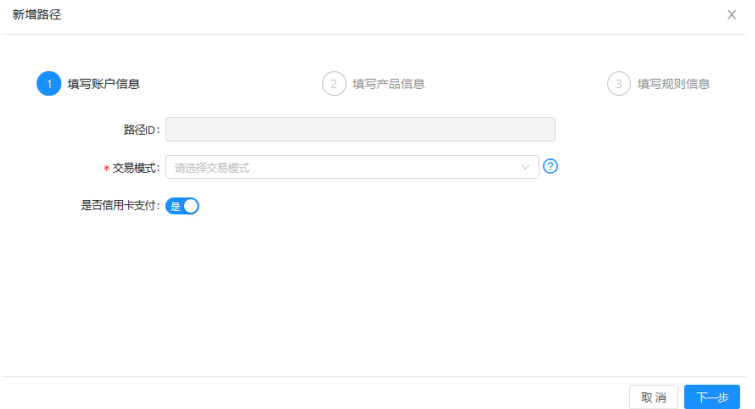 新增路径
1 填写账户信息 2 填写产品信息 3 填写规则信息
路径ID:
* 交易模式: 请选择交易模式 ?
是否信用卡支付: 是
取 消 下一步